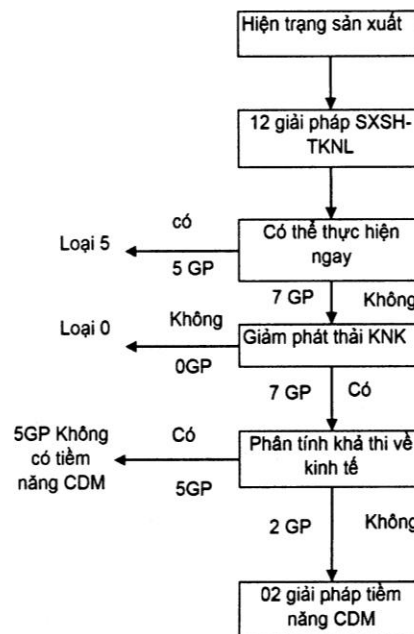 Hiện trạng sản xuất
12 giải pháp SXSH-
TKNL
có
Loại 5
5 GP
Có thể thực hiện
ngay
7 GP
Không
Không
Loại 0
0GP
Giảm phát thải KNK
7 GP
Có
5GP Không
có tiềm
năng CDM
Có
5GP
Phân tính khả thi về
kinh tế
2 GP
Không
02 giải pháp tiềm
năng CDM